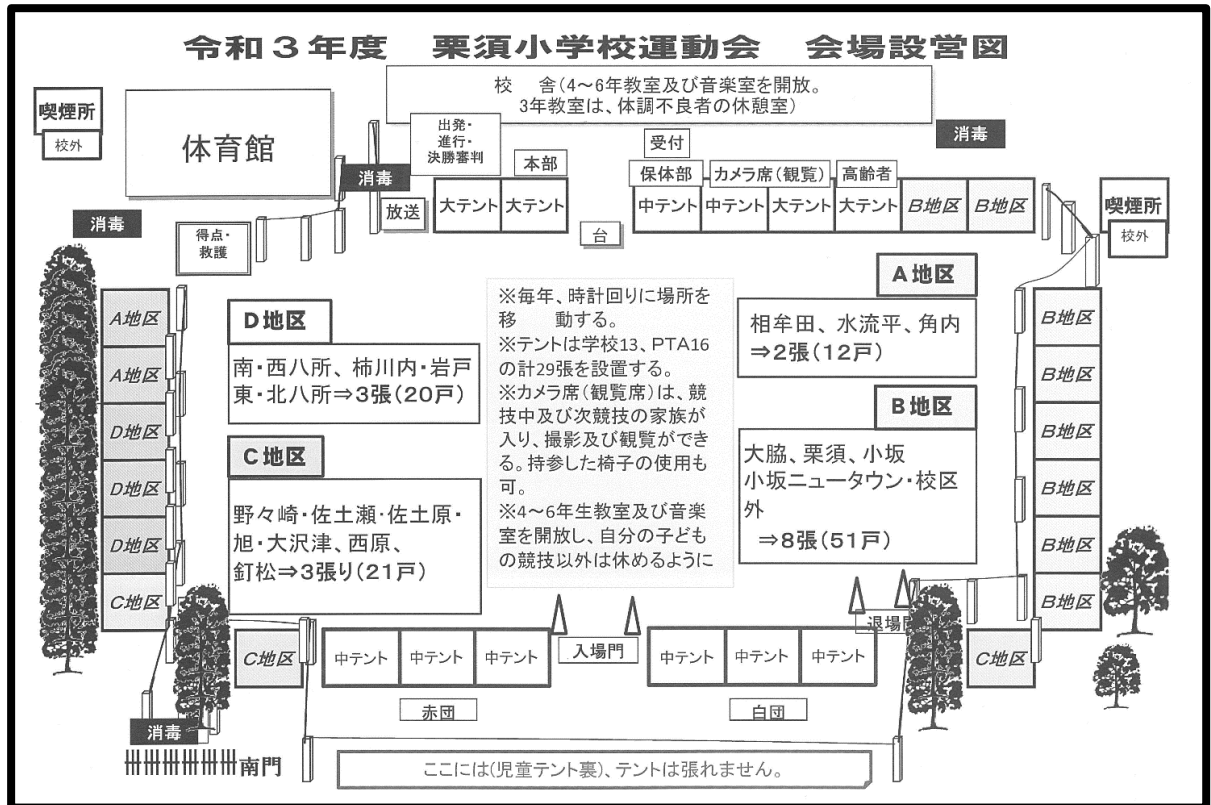 令和３年度　栗須小学校運動会　会場設営図
校　舎(4～6年教室及び音楽室を開放。
3年教室は、体調不良者の休憩室)
喫煙所
校外
体育館
出発・
進行・
決勝審判
消毒
本部
受付
消毒
保体部
カメラ席(観覧)
高齢者
放送
大テント
大テント
中テント
中テント
大テント
大テント
B地区
B地区
喫煙所
校外
消毒
得点・
救護
台
A地区
A地区
D地区
D地区
D地区
C地区
D地区
南・西八所、柿川内・岩戸
東・北八所⇒3張(20戸)
C地区
野々崎・佐土瀬・佐土原・
旭・大沢津、西原、
釘松⇒3張り(21戸)
※毎年、時計回りに場所を
移　動する。
※テントは学校13、PTA16
の計29張を設置する。
※カメラ席(観覧席)は、競
技中及び次競技の家族が
入り、撮影及び観覧ができ
る。持参した椅子の使用も
可。
※4～6年生教室及び音楽
室を開放し、自分の子ども
の競技以外は休めるように
A地区
相牟田、水流平、角内
⇒2張(12戸)
B地区
大脇、栗須、小坂
小坂ニュータウン・校区
外
⇒8張(51戸)
B地区
B地区
B地区
B地区
B地区
B地区
入場門
退場
C地区
中テント
中テント
中テント
中テント
中テント
中テント
C地区
赤団
白団
消毒
南門
ここには(児童テント裏)、テントは張れません。